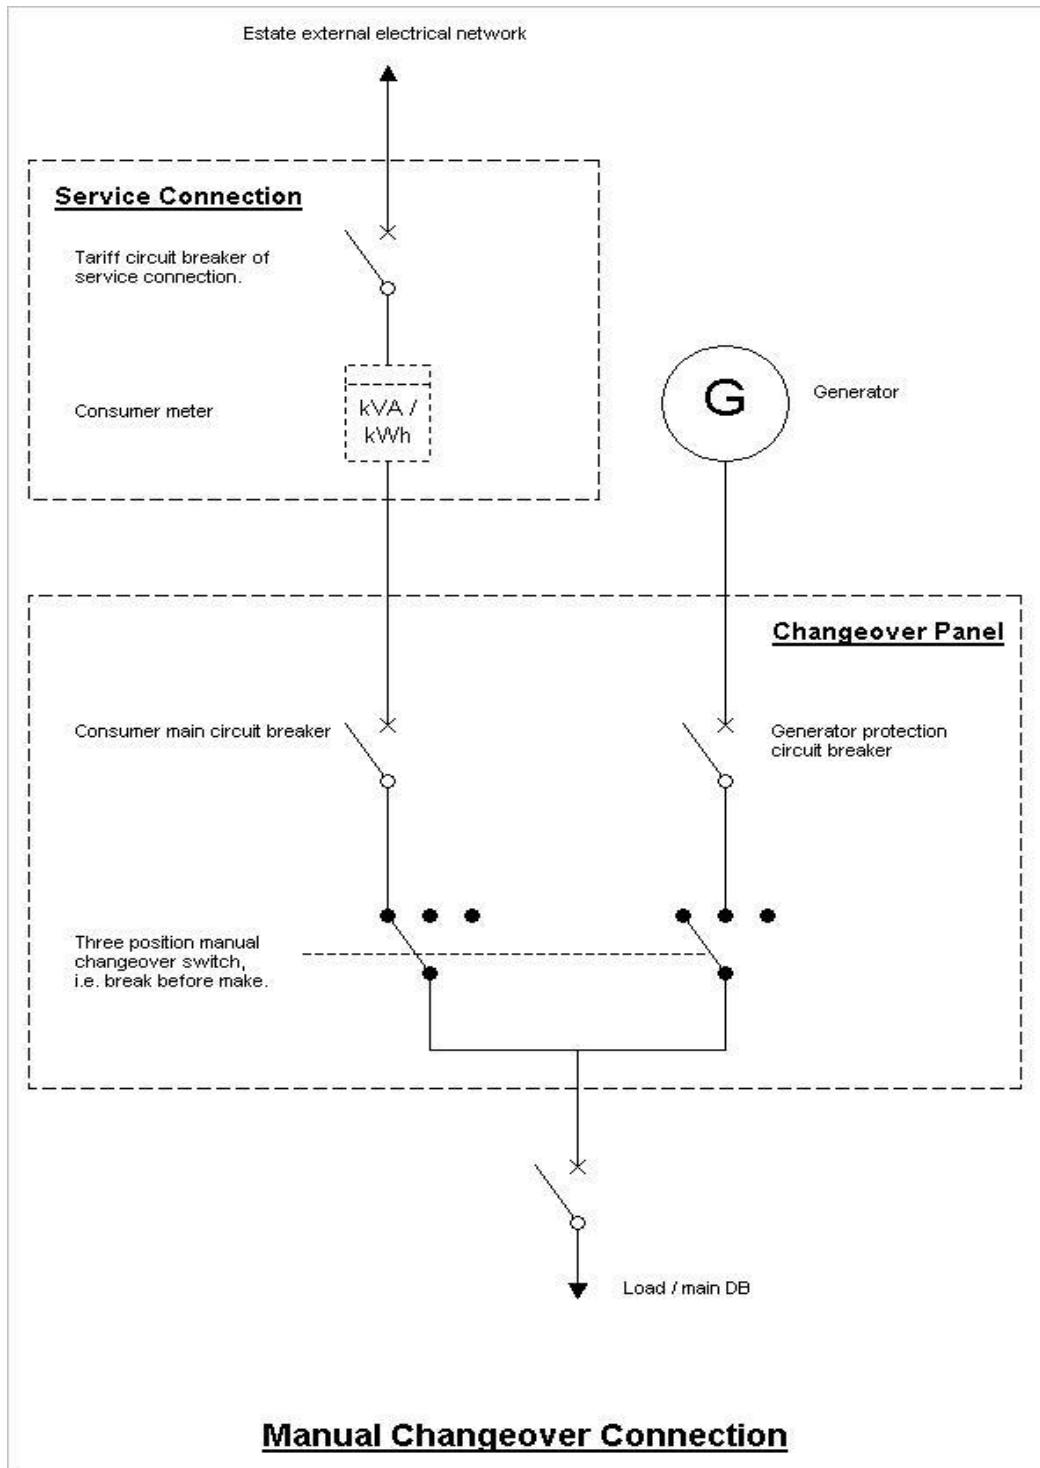 Estate external electrical network
Service Connection
Tariff circuit breaker of
service connection.
Consumer meter
kVA /
kWh
G
Generator
Changeover Panel
Consumer main circuit breaker
Generator protection
circuit breaker
Three position manual
changeover switch,
i.e. break before make.
Load / main DB
Manual Changeover Connection